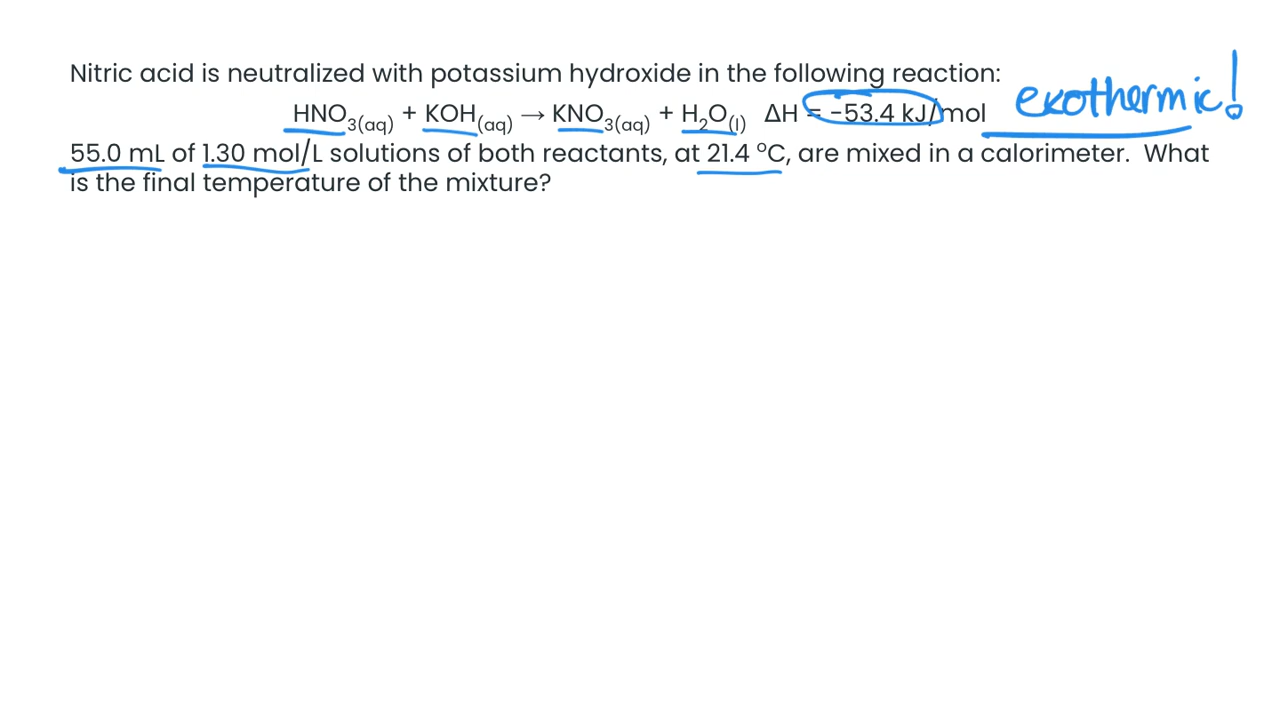 Nitric acid is neutralized with potassium hydroxide in the following reaction:
exothermic!
HNO₃(aq) + KOH(aq) → KNO₃(aq) + H₂O(l) ΔH = -53.4 kJ/mol
55.0 mL of 1.30 mol/L solutions of both reactants, at 21.4 °C, are mixed in a calorimeter. What
is the final temperature of the mixture?